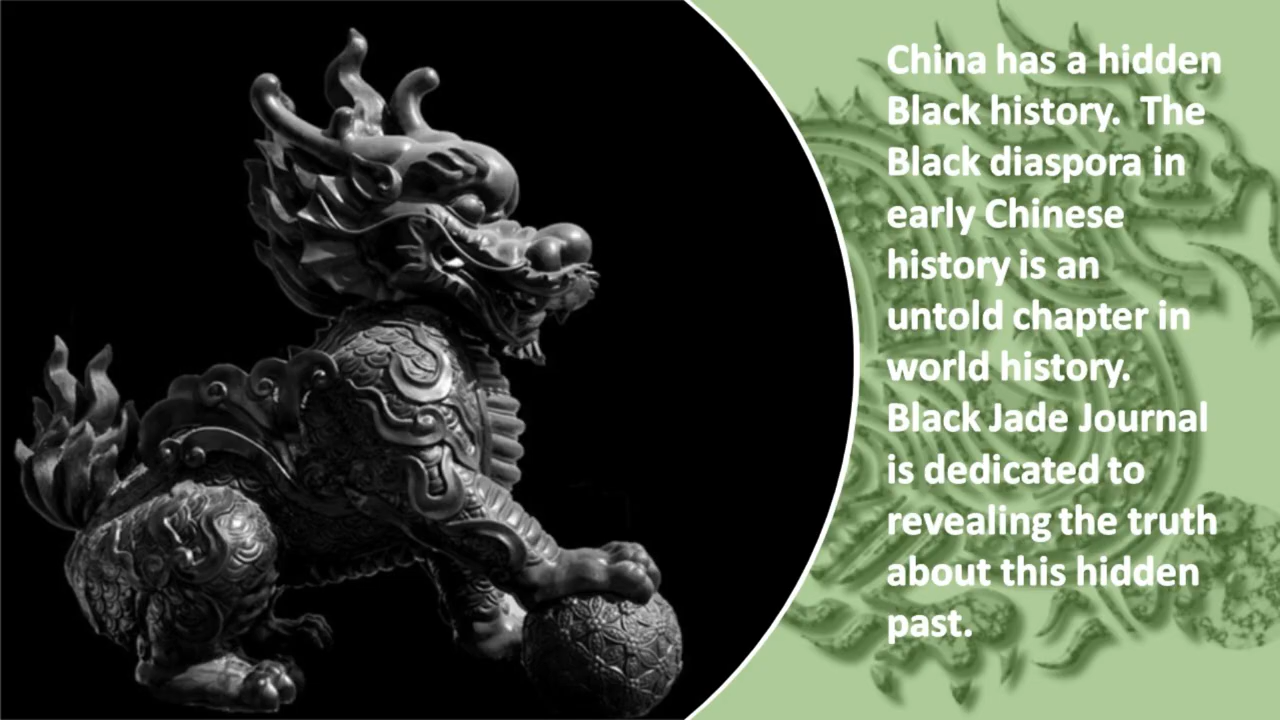 China has a hidden
Black history.  The
Black diaspora in
early Chinese
history is an
untold chapter in
world history.
Black Jade Journal
is dedicated to
revealing the truth
about this hidden
past.